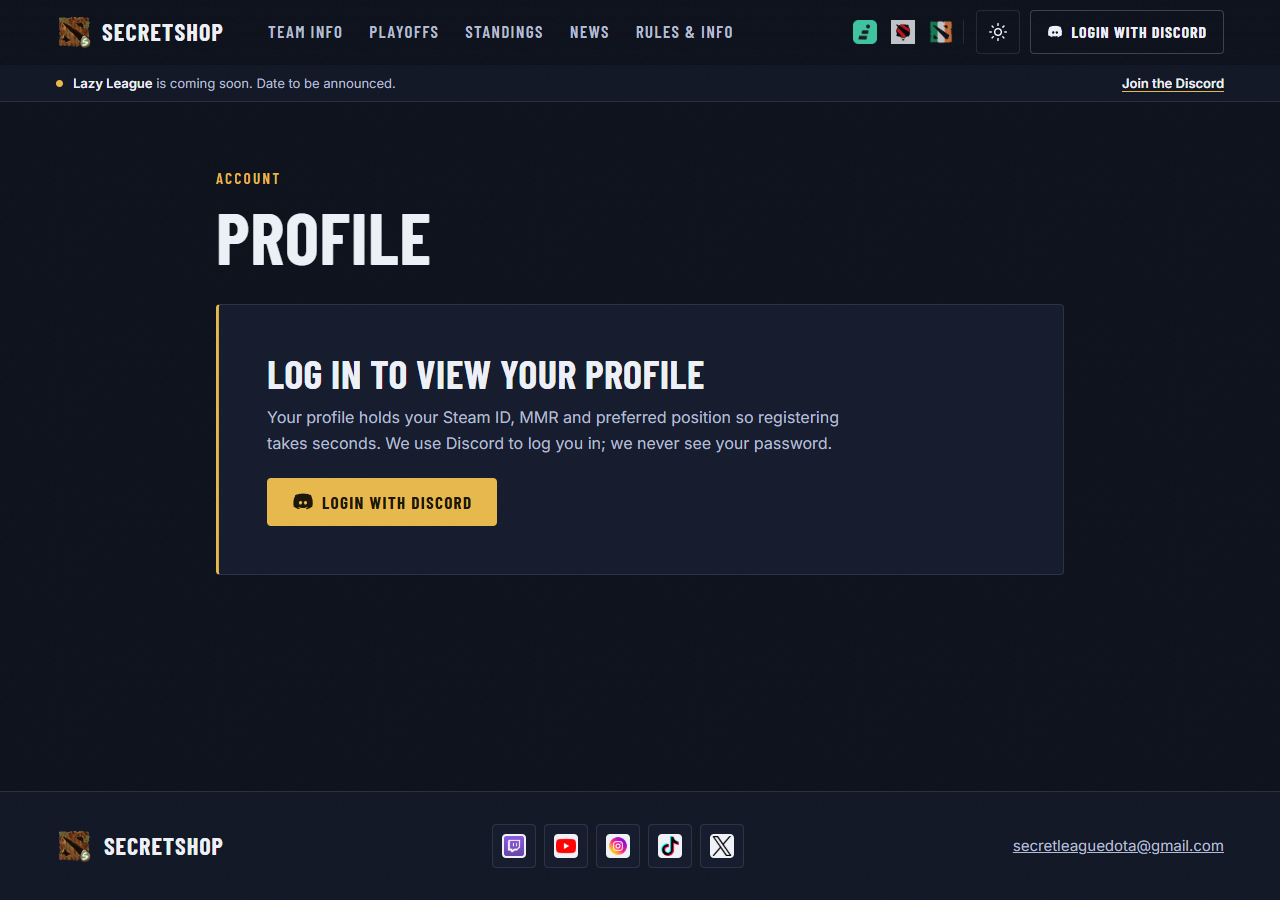 SECRETSHOP
TEAM INFO
PLAYOFFS
STANDINGS
NEWS
RULES & INFO
LOGIN WITH DISCORD
Lazy League is coming soon. Date to be announced.
Join the Discord
ACCOUNT
PROFILE
LOG IN TO VIEW YOUR PROFILE
Your profile holds your Steam ID, MMR and preferred position so registering
takes seconds. We use Discord to log you in; we never see your password.
LOGIN WITH DISCORD
SECRETSHOP
secretleaguedota@gmail.com